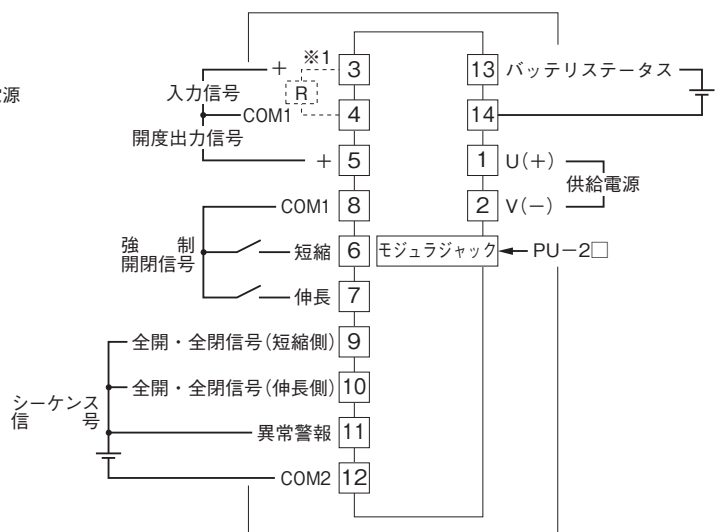 源
※1
+ 3
入力信号 R
COM1 4
開度出力信号
+ 5
COM1 8
強 制
開閉信号
短縮 6
伸長 7
全開・全閉信号(短縮側) 9
全開・全閉信号(伸長側) 10
シーケンス
信 号
異常警報 11
COM2 12
13 バッテリステータス
14
1 U(+)
供給電源
2 V(−)
モジュラジャック PU−2□